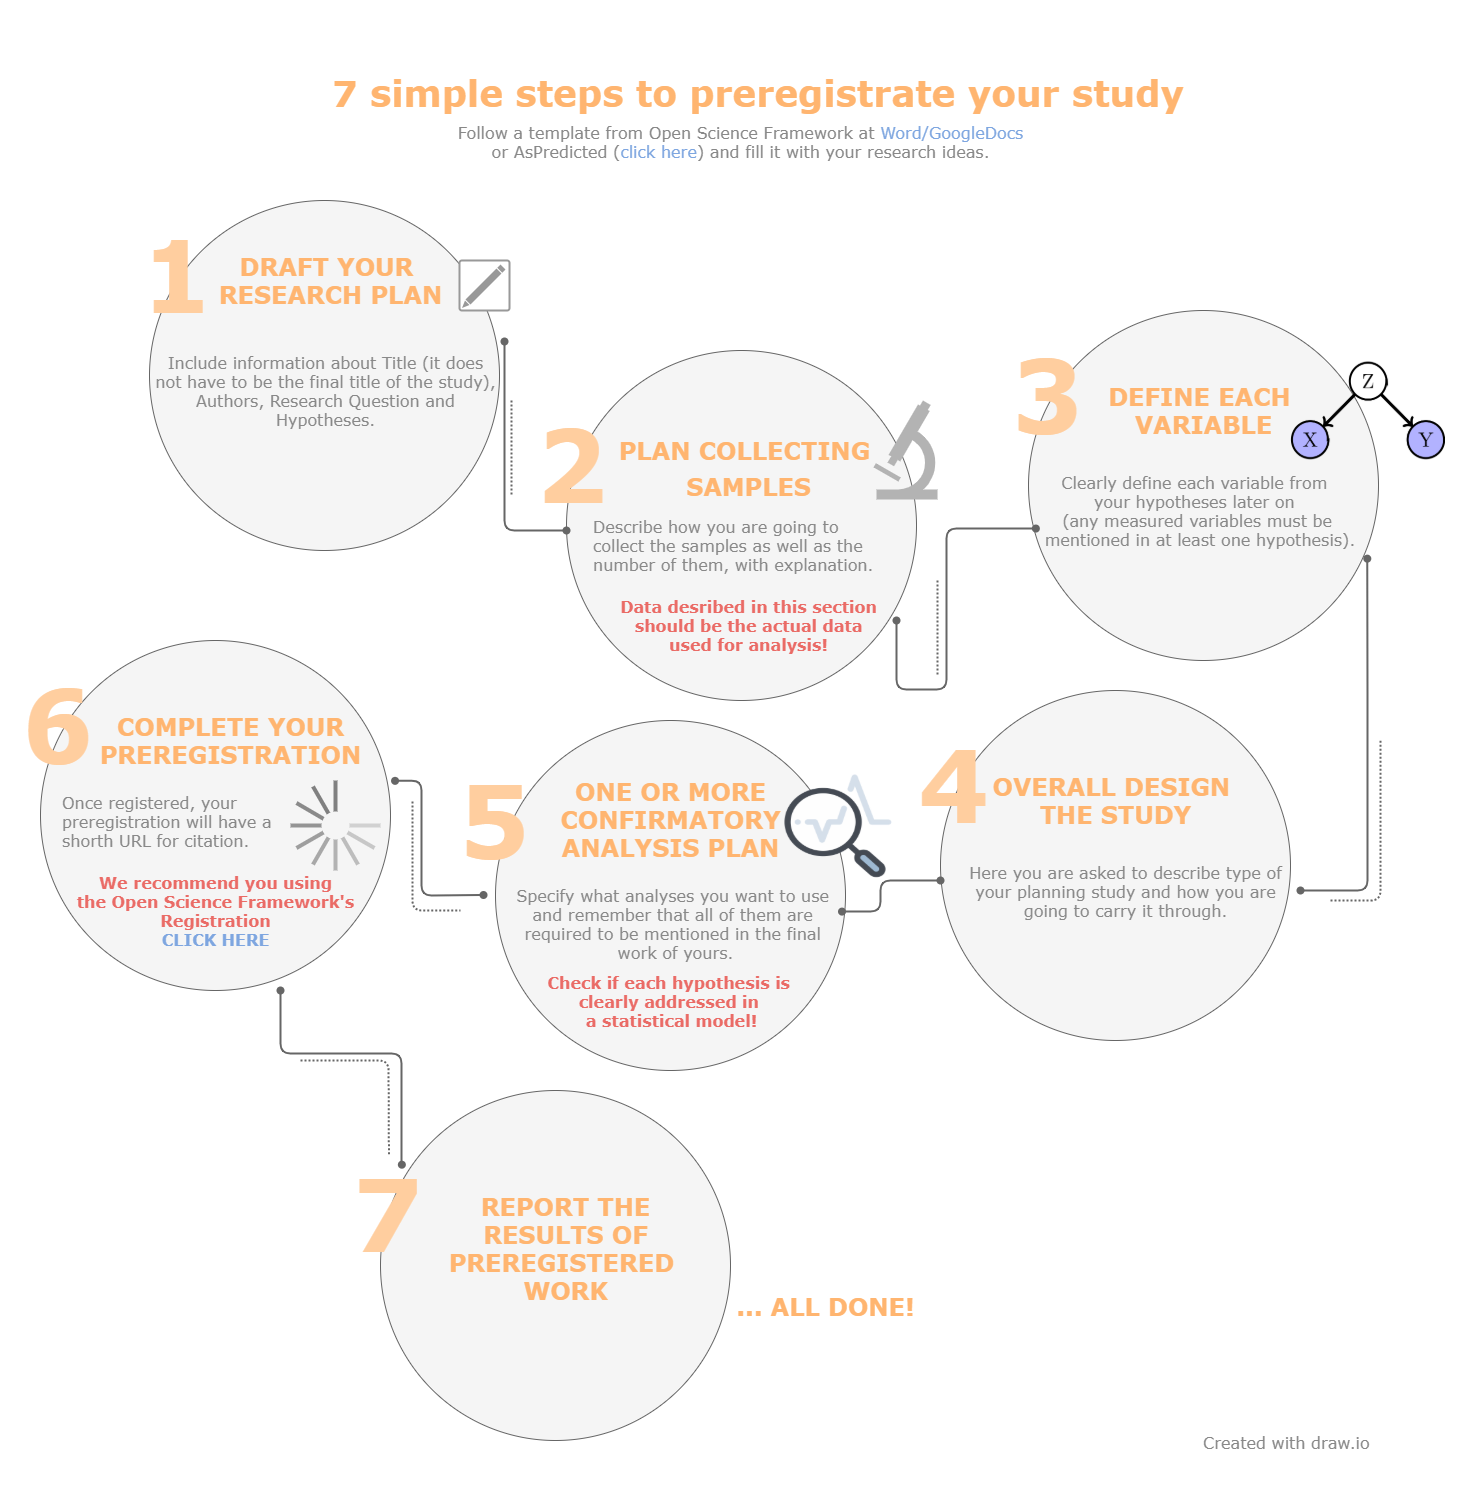 7 simple steps to preregistrate your study
Follow a template from Open Science Framework at Word/GoogleDocs
or AsPredicted (click here) and fill it with your research ideas.
1
DRAFT YOUR
RESEARCH PLAN
Include information about Title (it does
not have to be the final title of the study),
Authors, Research Question and
Hypotheses.
2
PLAN COLLECTING
SAMPLES
Describe how you are going to
collect the samples as well as the
number of them, with explanation.
Data desribed in this section
should be the actual data
used for analysis!
3
DEFINE EACH
VARIABLE
Z
X
Y
Clearly define each variable from
your hypotheses later on
(any measured variables must be
mentioned in at least one hypothesis).
4
OVERALL DESIGN
THE STUDY
Here you are asked to describe type of
your planning study and how you are
going to carry it through.
5
ONE OR MORE
CONFIRMATORY
ANALYSIS PLAN
Specify what analyses you want to use
and remember that all of them are
required to be mentioned in the final
work of yours.
Check if each hypothesis is
clearly addressed in
a statistical model!
6
COMPLETE YOUR
PREREGISTRATION
Once registered, your
preregistration will have a
shorth URL for citation.
We recommend you using
the Open Science Framework's
Registration
CLICK HERE
7
REPORT THE
RESULTS OF
PREREGISTERED
WORK
... ALL DONE!
Created with draw.io